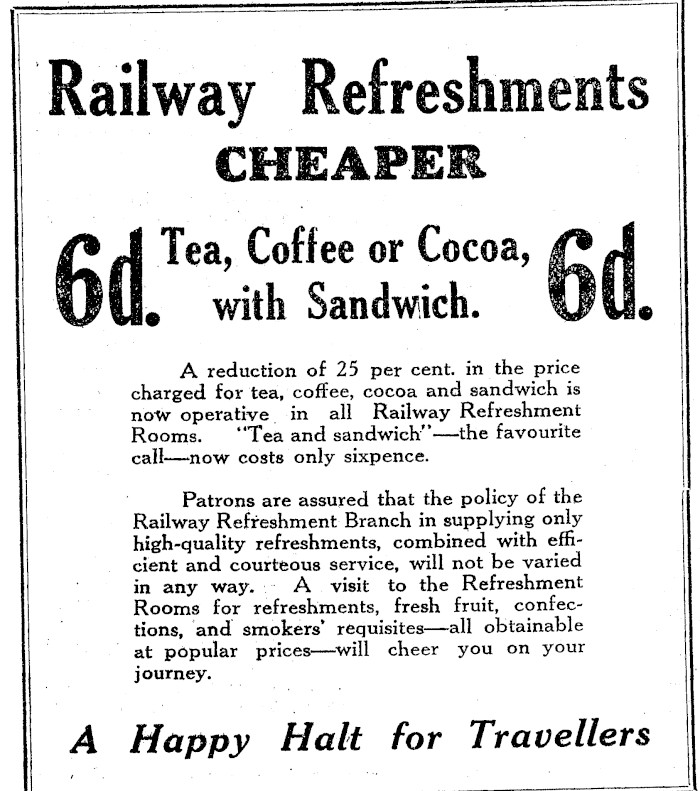 Railway Refreshments
CHEAPER
6d. Tea, Coffee or Cocoa, 6d.
with Sandwich.
A reduction of 25 per cent. in the price
charged for tea, coffee, cocoa and sandwich is
now operative in all Railway Refreshment
Rooms. "Tea and sandwich"—the favourite
call—now costs only sixpence.
Patrons are assured that the policy of the
Railway Refreshment Branch in supplying only
high-quality refreshments, combined with effi-
cient and courteous service, will not be varied
in any way. A visit to the Refreshment
Rooms for refreshments, fresh fruit, confec-
tions, and smokers' requisites—all obtainable
at popular prices—will cheer you on your
journey.
A Happy Halt for Travellers